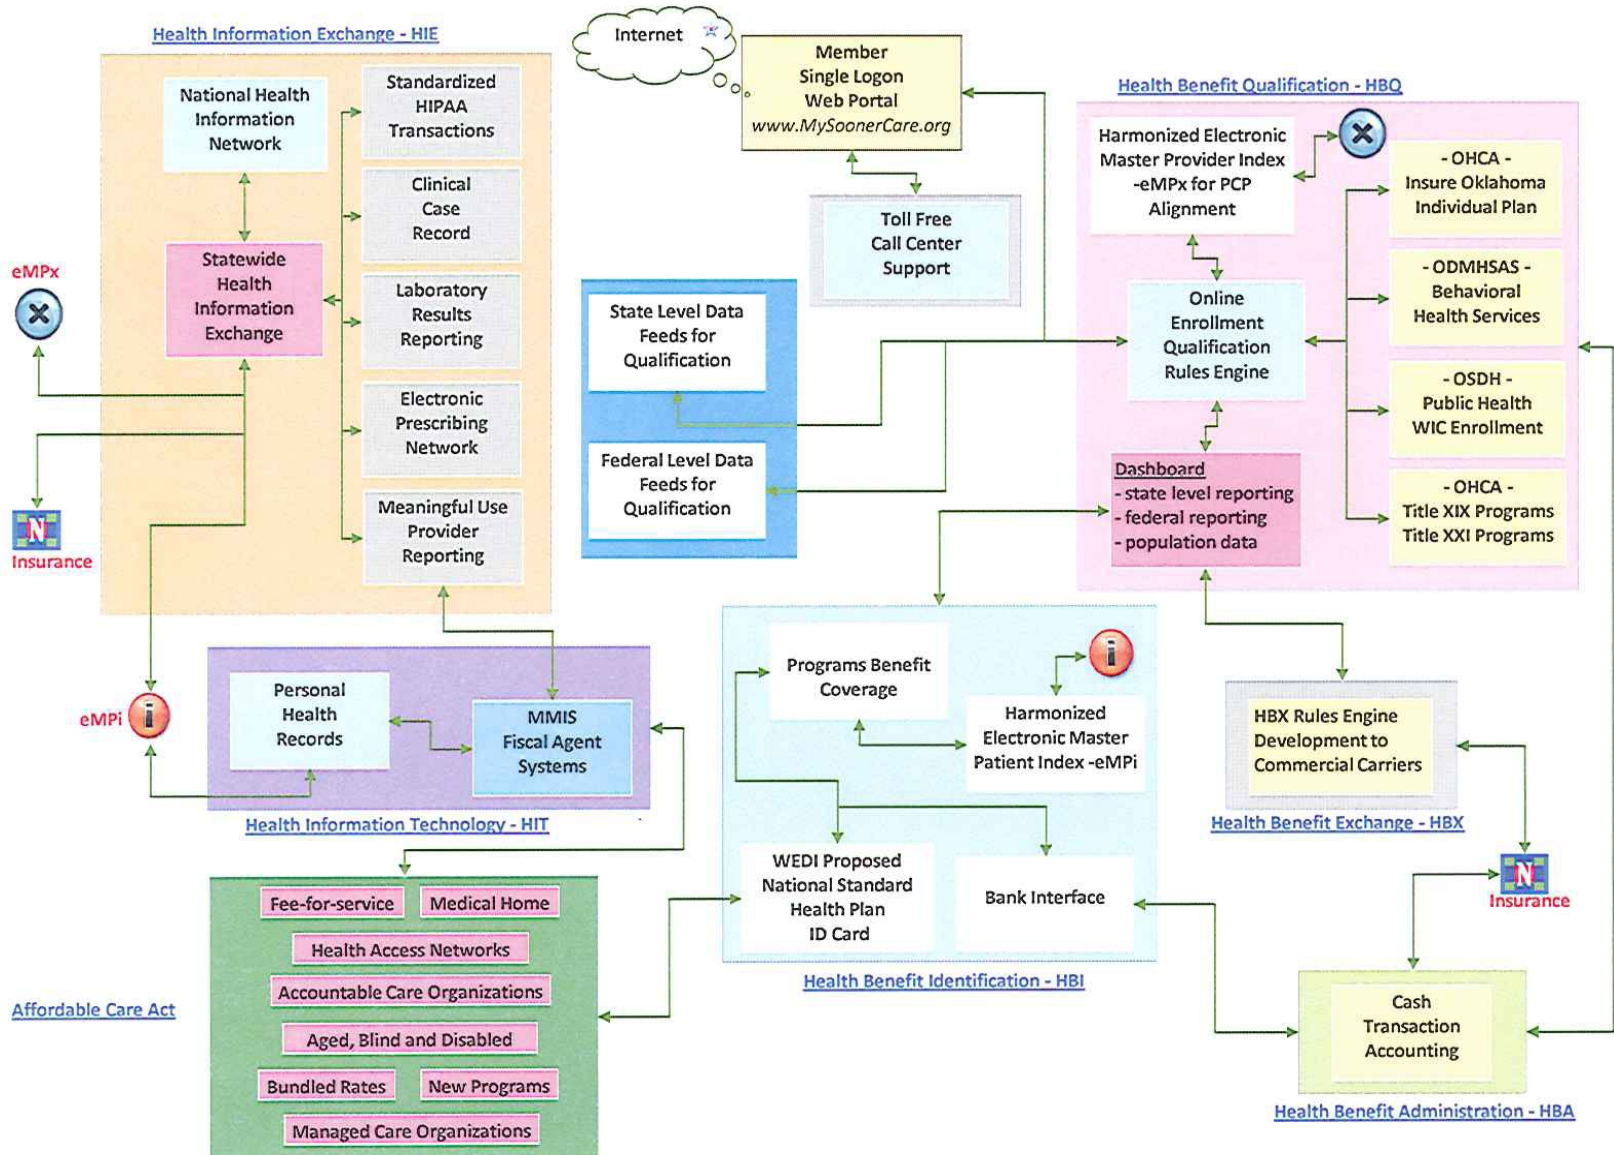 Health Information Exchange - HIE
National Health
Information
Network
Standardized
HIPAA
Transactions
Clinical
Case
Record
Statewide
Health
Information
Exchange
Laboratory
Results
Reporting
Electronic
Prescribing
Network
Meaningful Use
Provider
Reporting
eMPx
N
Insurance
eMPi
i
Internet
Member
Single Logon
Web Portal
www.MySoonerCare.org
Toll Free
Call Center
Support
State Level Data
Feeds for
Qualification
Federal Level Data
Feeds for
Qualification
Health Benefit Qualification - HBQ
Harmonized Electronic
Master Provider Index
-eMPx for PCP
Alignment
Online
Enrollment
Qualification
Rules Engine
Dashboard
- state level reporting
- federal reporting
- population data
- OHCA -
Insure Oklahoma
Individual Plan
- ODMHSAS -
Behavioral
Health Services
- OSDH -
Public Health
WIC Enrollment
- OHCA -
Title XIX Programs
Title XXI Programs
Personal
Health
Records
MMIS
Fiscal Agent
Systems
Health Information Technology - HIT
Programs Benefit
Coverage
i
Harmonized
Electronic Master
Patient Index -eMPi
WEDI Proposed
National Standard
Health Plan
ID Card
Bank Interface
Health Benefit Identification - HBI
HBX Rules Engine
Development to
Commercial Carriers
Health Benefit Exchange - HBX
N
Insurance
Affordable Care Act
Fee-for-service
Medical Home
Health Access Networks
Accountable Care Organizations
Aged, Blind and Disabled
Bundled Rates
New Programs
Managed Care Organizations
Cash
Transaction
Accounting
Health Benefit Administration - HBA